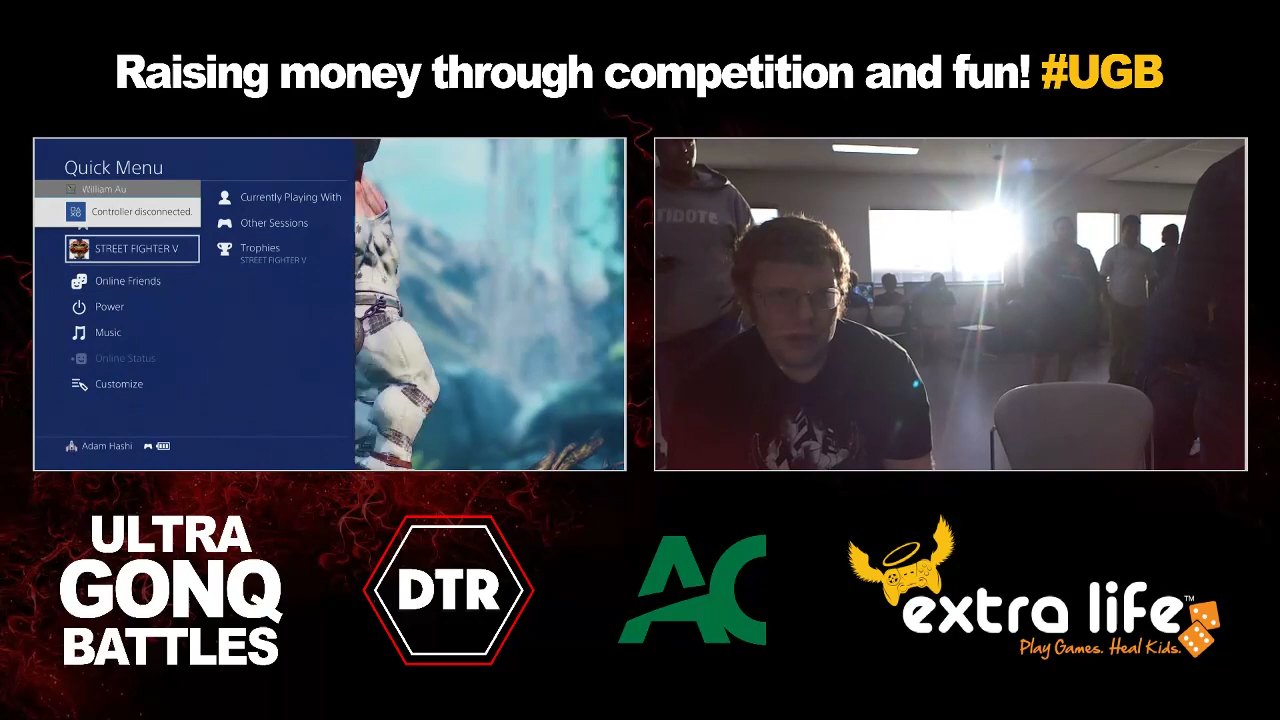 Raising money through competition and fun! #UGB
Quick Menu
William Au
Controller disconnected.
STREET FIGHTER V
Online Friends
Power
Music
Online Status
Customize
Adam Hashi
Currently Playing With
Other Sessions
Trophies
STREET FIGHTER V
ULTRA
GONQ
BATTLES
DTR
AC
extra life™
Play Games. Heal Kids.